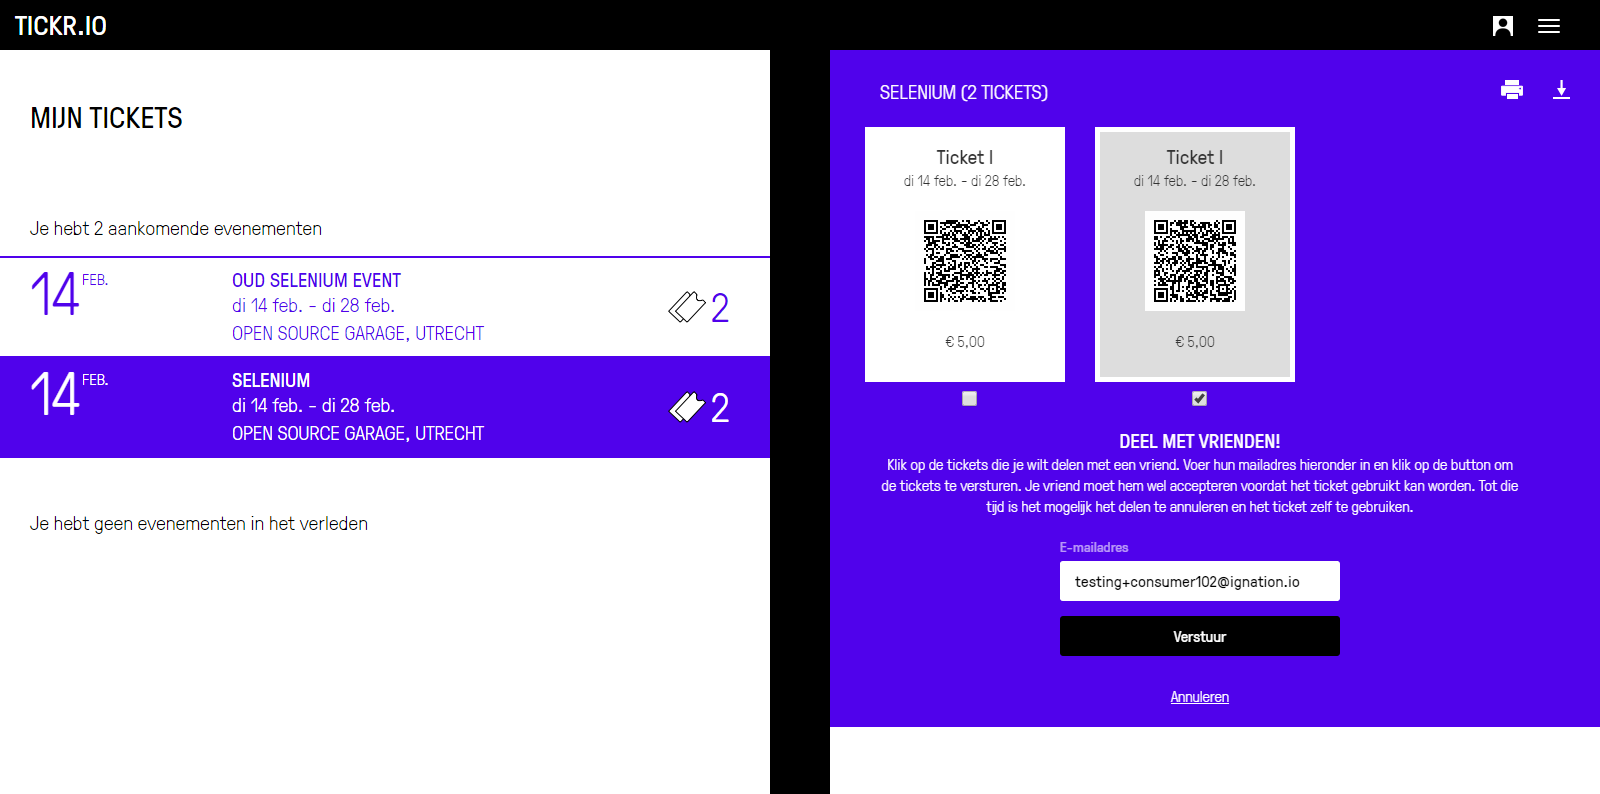 TICKR.IO
MIJN TICKETS
Je hebt 2 aankomende evenementen
14 FEB.
OUD SELENIUM EVENT
di 14 feb. - di 28 feb.
OPEN SOURCE GARAGE, UTRECHT
2
14 FEB.
SELENIUM
di 14 feb. - di 28 feb.
OPEN SOURCE GARAGE, UTRECHT
2
Je hebt geen evenementen in het verleden
SELENIUM (2 TICKETS)
Ticket I
di 14 feb. - di 28 feb.
€ 5,00
Ticket I
di 14 feb. - di 28 feb.
€ 5,00
DEEL MET VRIENDEN!
Klik op de tickets die je wilt delen met een vriend. Voer hun mailadres hieronder in en klik op de button om
de tickets te versturen. Je vriend moet hem wel accepteren voordat het ticket gebruikt kan worden. Tot die
tijd is het mogelijk het delen te annuleren en het ticket zelf te gebruiken.
E-mailadres
testing+consumer102@ignation.io
Verstuur
Annuleren